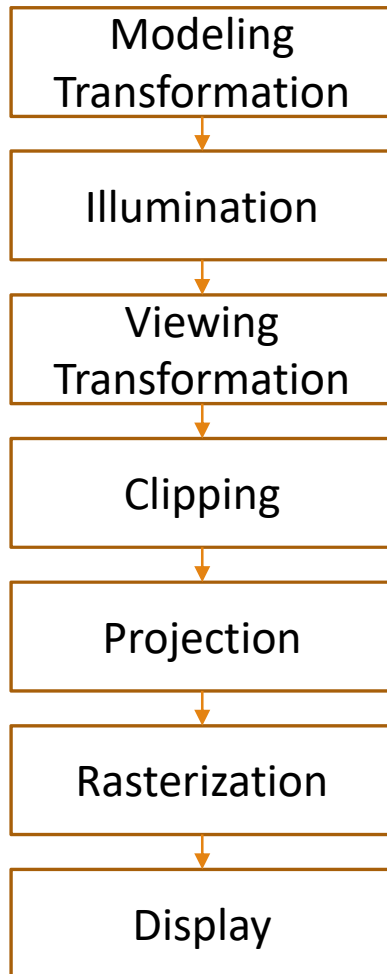 Modeling
Transformation
Illumination
Viewing
Transformation
Clipping
Projection
Rasterization
Display